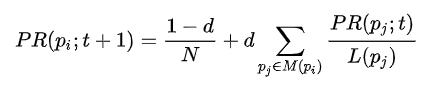 PR(p_i; t + 1) = \frac{1 - d}{N} + d \sum_{p_j \in M(p_i)} \frac{PR(p_j; t)}{L(p_j)}